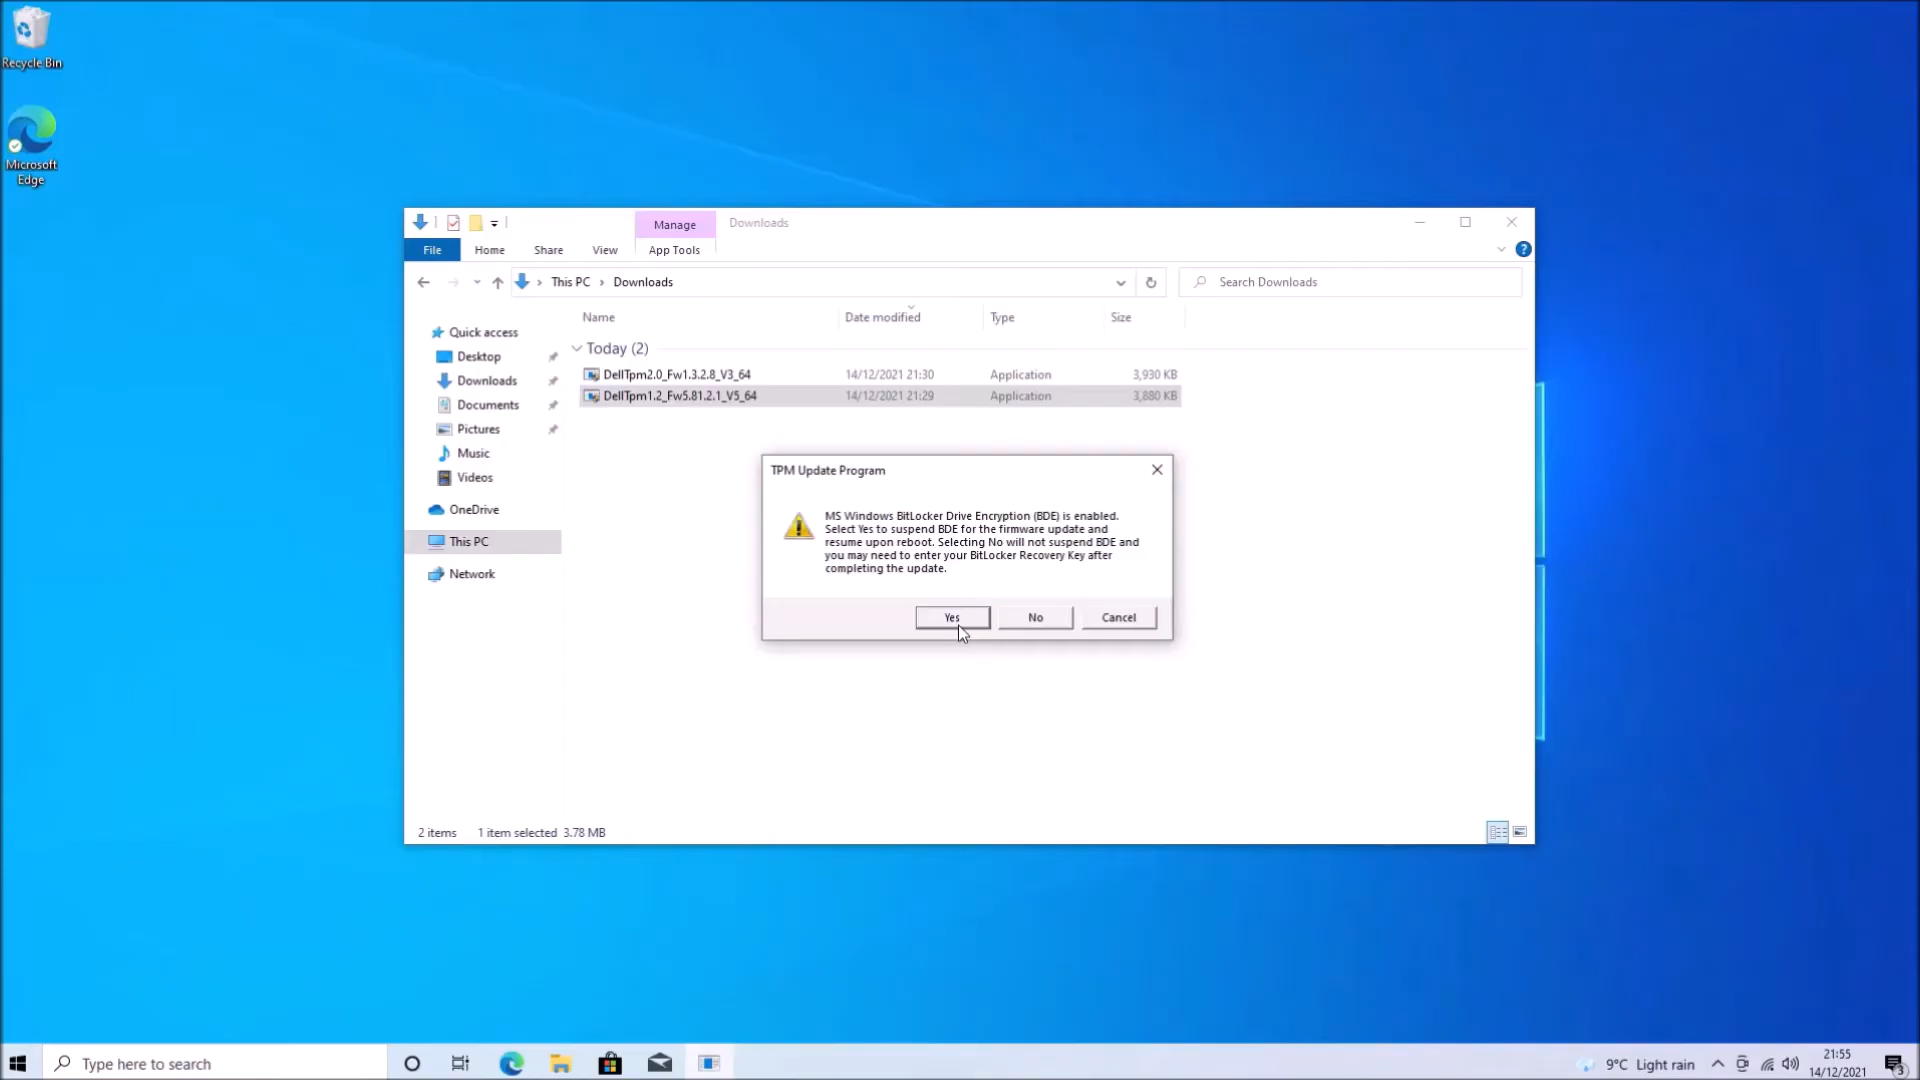 Recycle Bin
Microsoft
Edge
Manage
Downloads
File
Home
Share
View
App Tools
This PC
Downloads
Search Downloads
Name
Date modified
Type
Size
Quick access
Desktop
Downloads
Documents
Pictures
Music
Videos
OneDrive
This PC
Network
Today (2)
DellTpm2.0_Fw1.3.2.8_V3_64
14/12/2021 21:30
Application
3,930 KB
DellTpm1.2_Fw5.81.2.1_V5_64
14/12/2021 21:29
Application
3,880 KB
TPM Update Program
MS Windows BitLocker Drive Encryption (BDE) is enabled.
Select Yes to suspend BDE for the firmware update and
resume upon reboot. Selecting No will not suspend BDE and
you may need to enter your BitLocker Recovery Key after
completing the update.
Yes
No
Cancel
2 items
1 item selected 3.78 MB
Type here to search
9°C Light rain
21:55
14/12/2021
3